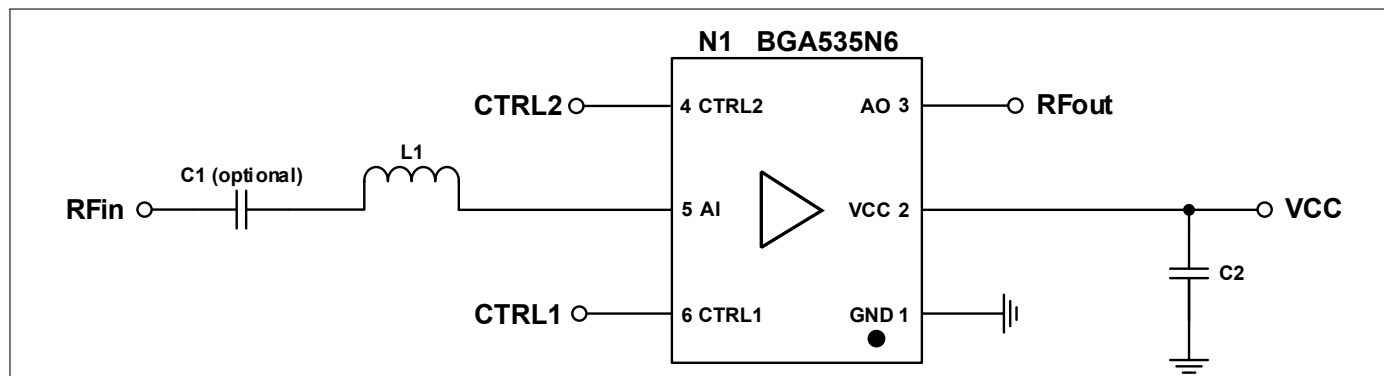 N1 BGA535N6
CTRL2
4 CTRL2
AO 3
RFout
C1 (optional)
L1
RFin
5 AI
VCC 2
VCC
C2
CTRL1
6 CTRL1
GND 1